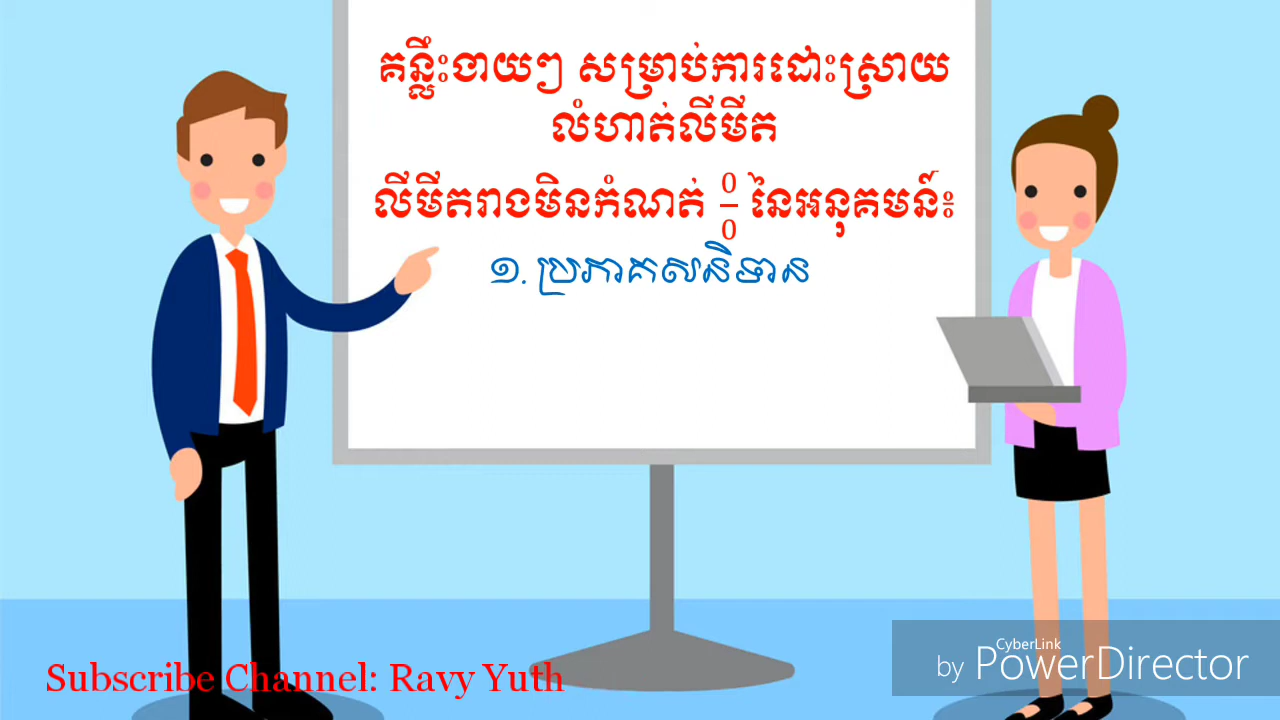 គន្លឹះងាយៗ សម្រាប់ការដោះស្រាយ
លំហាត់លីមីត
លីមីតរាងមិនកំណត់ 0/0 នៃអនុគមន៍៖
១. ប្រភាគសនិទាន
Subscribe Channel: Ravy Yuth
CyberLink
by PowerDirector